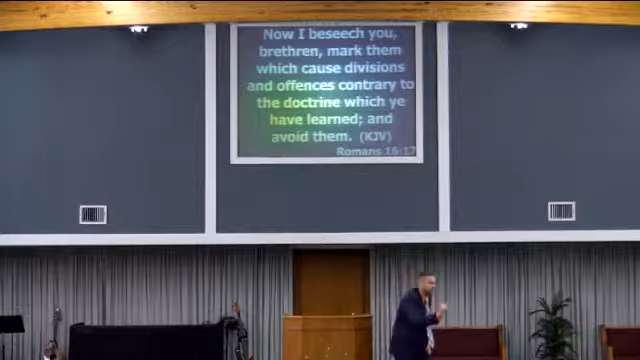 Now I beseech you,
brethren, mark them
which cause divisions
and offences contrary to
the doctrine which ye
have learned; and
avoid them. (KJV)
Romans 16:17